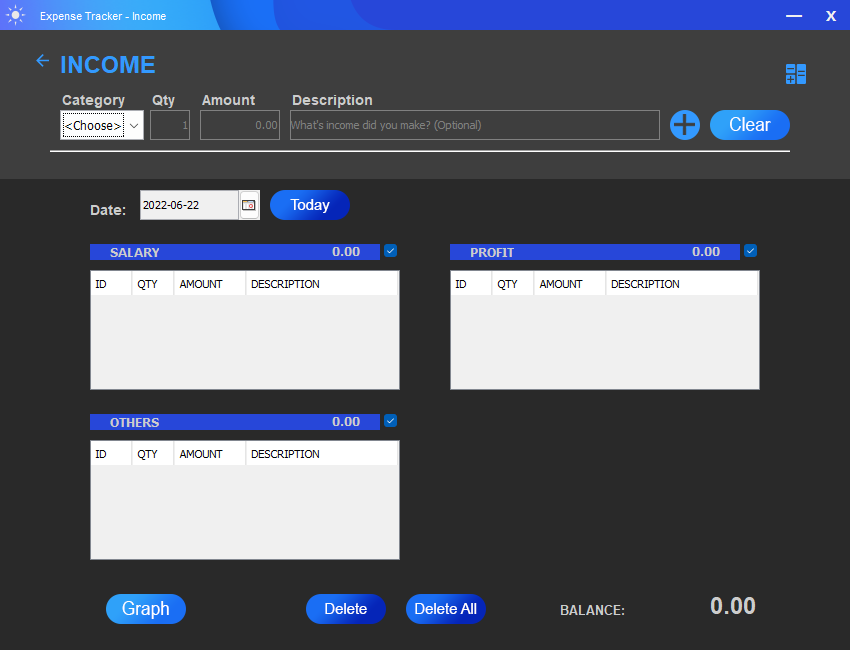 Expense Tracker - Income
X
INCOME
Category Qty Amount Description
<Choose> 1 0.00 What's income did you make? (Optional) Clear
Date: 2022-06-22 Today
SALARY 0.00 PROFIT 0.00
ID QTY AMOUNT DESCRIPTION ID QTY AMOUNT DESCRIPTION
OTHERS 0.00
ID QTY AMOUNT DESCRIPTION
Graph Delete Delete All BALANCE: 0.00